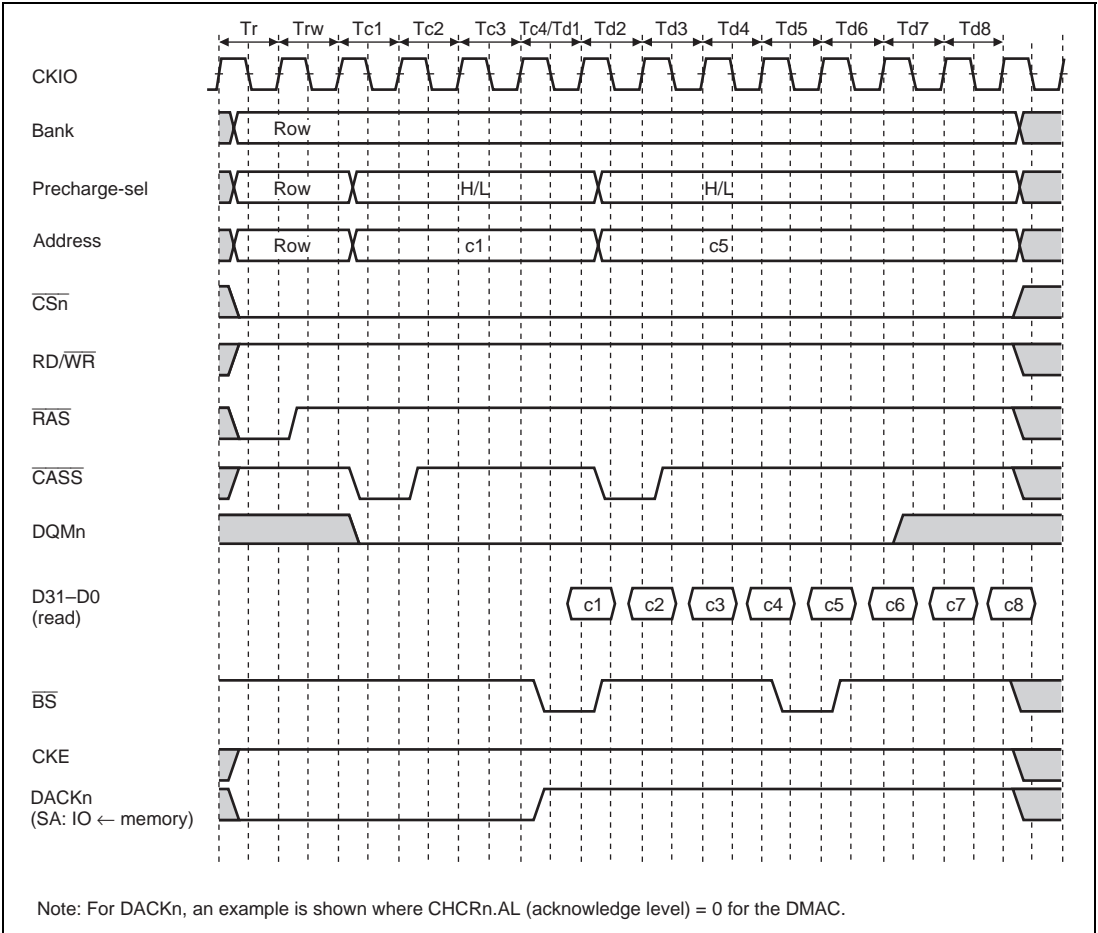 Tr Trw Tc1 Tc2 Tc3 Tc4/Td1 Td2 Td3 Td4 Td5 Td6 Td7 Td8
CKIO
Bank Row
Precharge-sel Row H/L H/L
Address Row c1 c5
CSn
RD/WR
RAS
CASS
DQMn
D31–D0
(read)
c1 c2 c3 c4 c5 c6 c7 c8
BS
CKE
DACKn
(SA: IO ← memory)
Note: For DACKn, an example is shown where CHCRn.AL (acknowledge level) = 0 for the DMAC.